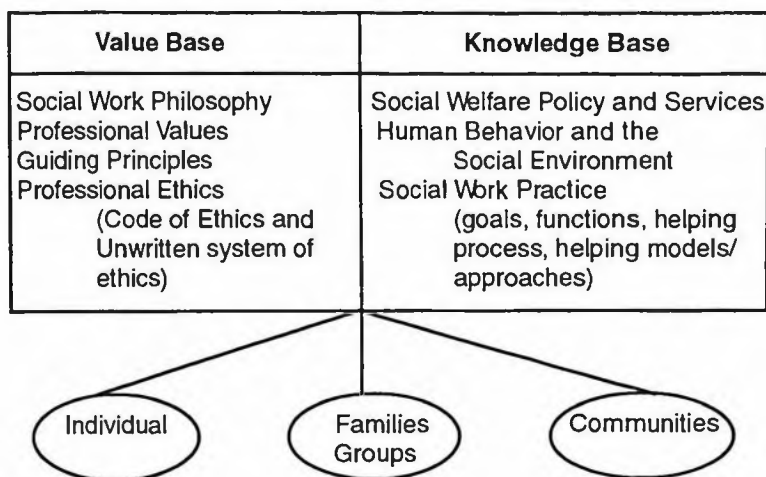 Value Base
Social Work Philosophy
Professional Values
Guiding Principles
Professional Ethics
(Code of Ethics and
Unwritten system of
ethics)
Knowledge Base
Social Welfare Policy and Services
Human Behavior and the
Social Environment
Social Work Practice
(goals, functions, helping
process, helping models/
approaches)
Individual
Families
Groups
Communities